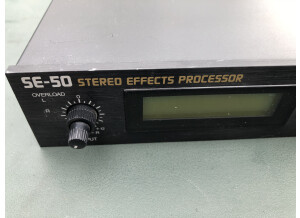 SE-50 STEREO EFFECTS PROCESSOR
OVERLOAD
L